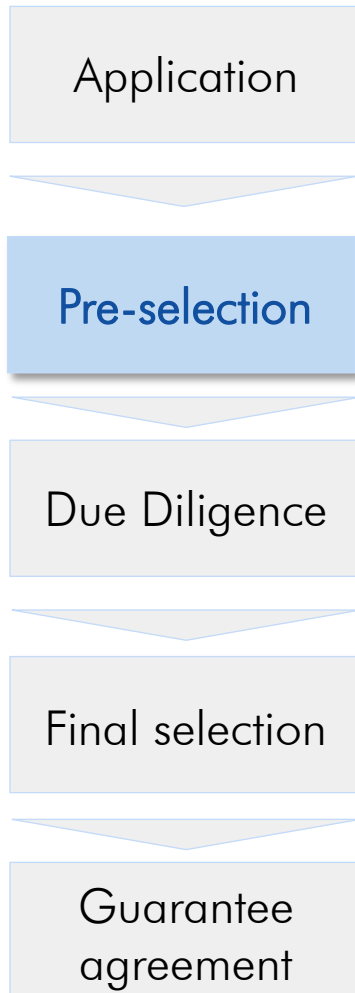 Application
Pre-selection
Due Diligence
Final selection
Guarantee
agreement